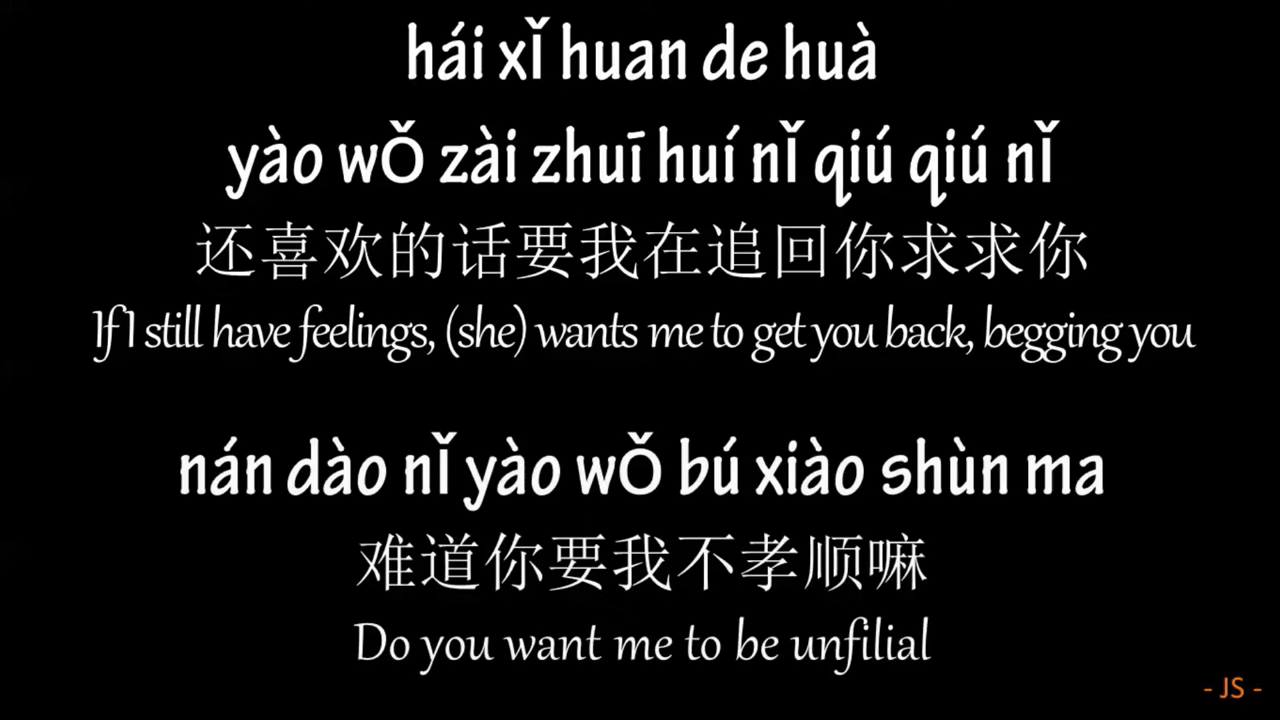 hái xǐ huan de huà
yào wǒ zài zhuī huí nǐ qiú qiú nǐ
还喜欢的话要我在追回你求求你
If I still have feelings, (she) wants me to get you back, begging you
nán dào nǐ yào wǒ bú xiào shùn ma
难道你要我不孝顺嘛
Do you want me to be unfilial
- JS -